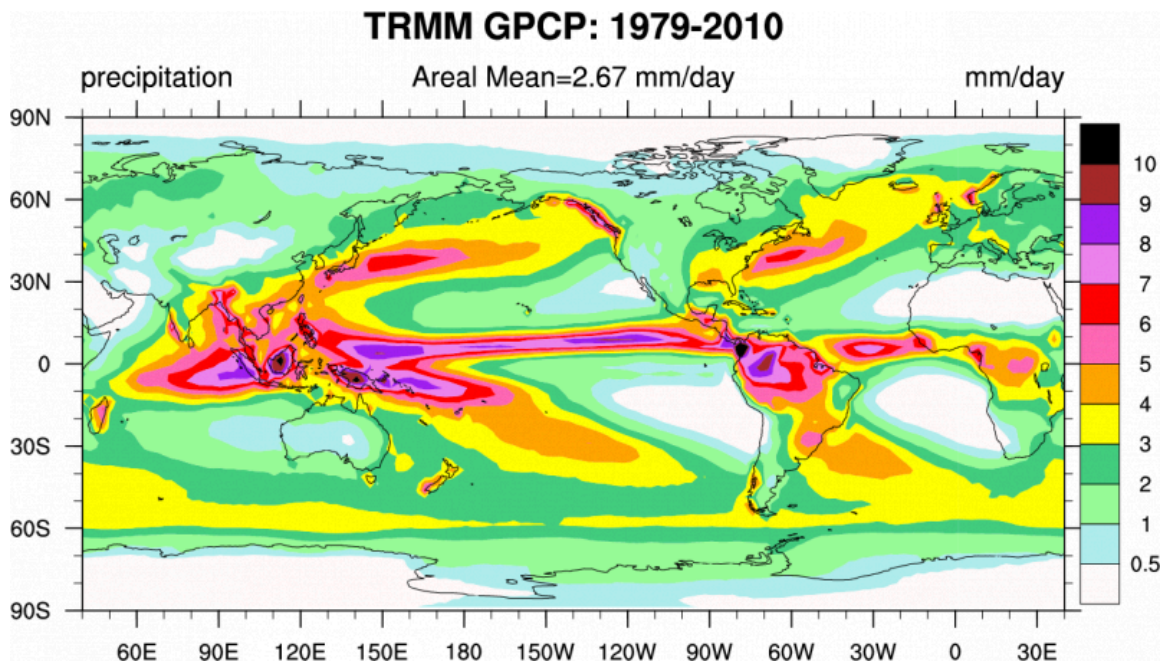 TRMM GPCP: 1979-2010
precipitation Areal Mean=2.67 mm/day mm/day
90N
60N
30N
0
30S
60S
90S
60E 90E 120E 150E 180 150W 120W 90W 60W 30W 0 30E
10
9
8
7
6
5
4
3
2
1
0.5